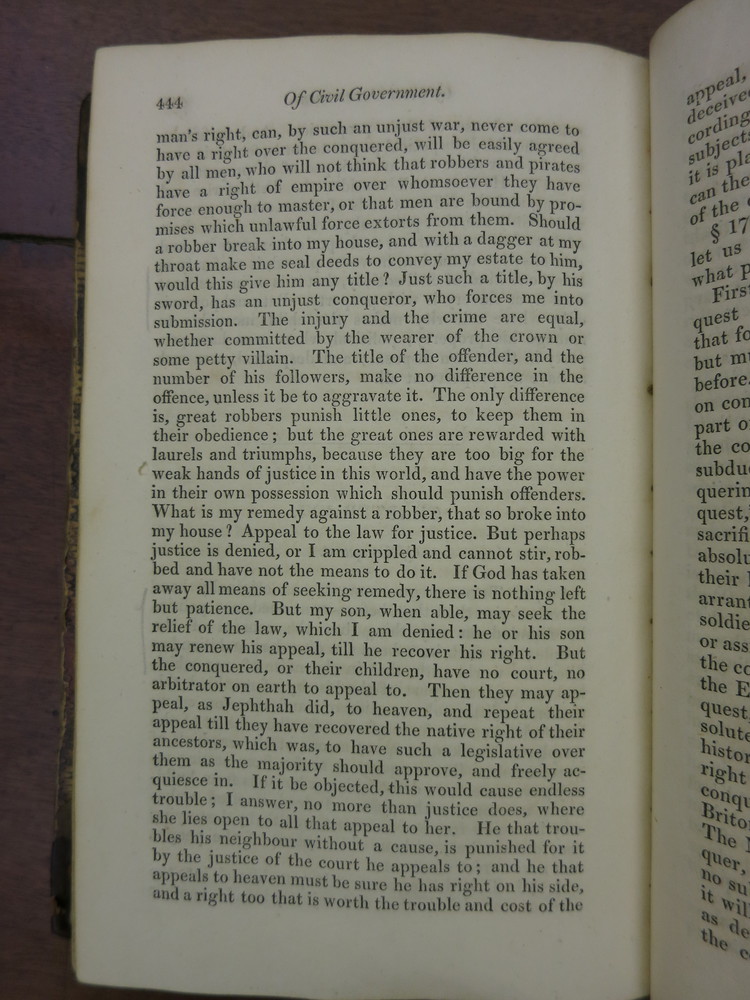 444
Of Civil Government.
man's right, can, by such an unjust war, never come to
have a right over the conquered, will be easily agreed
by all men, who will not think that robbers and pirates
have a right of empire over whomsoever they have
force enough to master, or that men are bound by pro-
mises which unlawful force extorts from them. Should
a robber break into my house, and with a dagger at my
throat make me seal deeds to convey my estate to him,
would this give him any title? Just such a title, by his
sword, has an unjust conqueror, who forces me into
submission. The injury and the crime are equal,
whether committed by the wearer of the crown or
some petty villain. The title of the offender, and the
number of his followers, make no difference in the
offence, unless it be to aggravate it. The only difference
is, great robbers punish little ones, to keep them in
their obedience; but the great ones are rewarded with
laurels and triumphs, because they are too big for the
weak hands of justice in this world, and have the power
in their own possession which should punish offenders.
What is my remedy against a robber, that so broke into
my house? Appeal to the law for justice. But perhaps
justice is denied, or I am crippled and cannot stir, rob-
bed and have not the means to do it. If God has taken
away all means of seeking remedy, there is nothing left
but patience. But my son, when able, may seek the
relief of the law, which I am denied: he or his son
may renew his appeal, till he recover his right. But
the conquered, or their children, have no court, no
arbitrator on earth to appeal to. Then they may ap-
peal, as Jephthah did, to heaven, and repeat their
appeal till they have recovered the native right of their
ancestors, which was, to have such a legislative over
them as the majority should approve, and freely ac-
quiesce in. If it be objected, this would cause endless
trouble; I answer, no more than justice does, where
she lies open to all that appeal to her. He that trou-
bles his neighbour without a cause, is punished for it
by the justice of the court he appeals to; and he that
appeals to heaven must be sure he has right on his side,
and a right too that is worth the trouble and cost of the
appeal,
deceive
cording
subject
it is pla
can the
of the
§ 17
let us
what p
First
quest
that fo
but mu
before.
on con
part o
the co
subdu
querin
quest,
sacrifi
absolu
their
arrant
soldie
or ass
the co
the E
quest,
solute
histor
right
conqu
Brito
The
quer,
no su
it wil
as de
the c